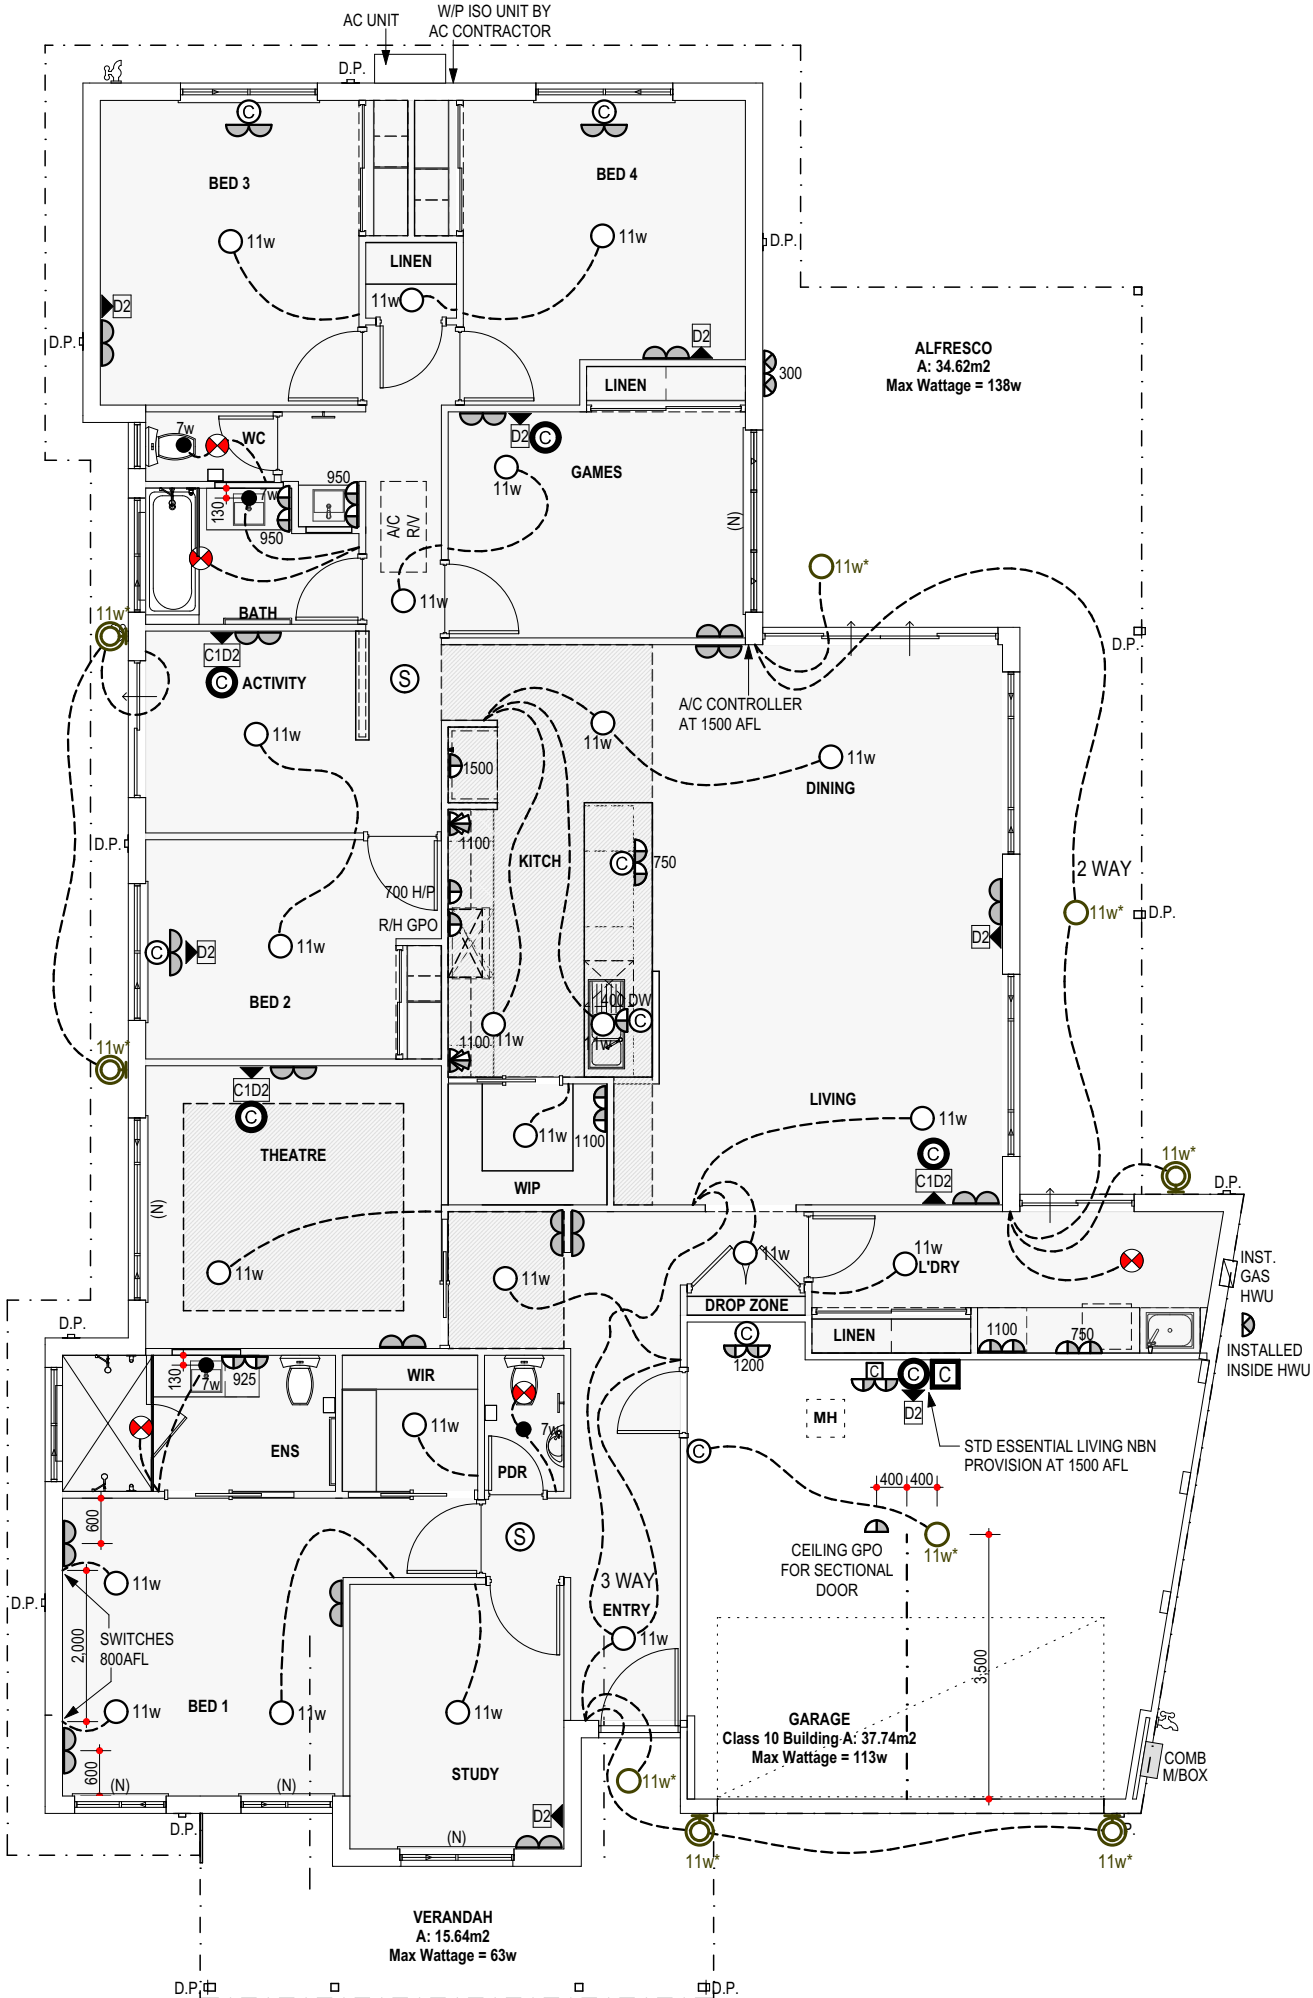 AC UNIT
W/P ISO UNIT BY
AC CONTRACTOR
D.P.
C
C
BED 3
BED 4
11w
11w
D.P.
LINEN
11w
D2
D.P.
D2
ALFRESCO
A: 34.62m2
Max Wattage = 138w
300
LINEN
7w
WC
D2
C
GAMES
11w
950
7w
130
950
A/C
R/V
(N)
11w*
BATH
11w
11w*
C1D2
C
ACTIVITY
S
D.P.
A/C CONTROLLER
AT 1500 AFL
11w
11w
11w
DINING
1500
1100
D.P.
KITCH
C
750
2 WAY
700 H/P
R/H GPO
11w*
D.P.
C
D2
11w
D2
BED 2
400 DW
C
11w
11w
1100
11w*
C1D2
C
LIVING
11w
THEATRE
11w
1100
C
C1D2
11w*
D.P.
WIP
(N)
11w
11w
11w
11w
L'DRY
INST.
GAS
HWU
DROP ZONE
LINEN
1100
750
INSTALLED
INSIDE HWU
D.P.
C
1200
130
7w
925
WIR
C
C
C
D2
MH
11w
7w
ENS
PDR
C
STD ESSENTIAL LIVING NBN
PROVISION AT 1500 AFL
400
400
600
S
CEILING GPO
FOR SECTIONAL
DOOR
11w*
11w
D.P.
3 WAY
ENTRY
11w
SWITCHES
800AFL
2,000
3,500
BED 1
11w
11w
11w
GARAGE
Class 10 Building A: 37.74m2
Max Wattage = 113w
COMB
M/BOX
600
(N)
(N)
STUDY
11w*
D2
(N)
D.P.
11w*
11w*
VERANDAH
A: 15.64m2
Max Wattage = 63w
D.P.
D.P.